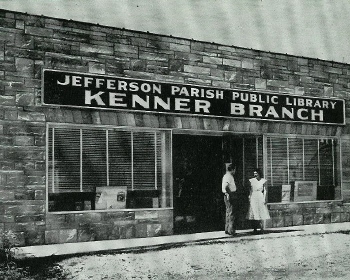 JEFFERSON PARISH PUBLIC LIBRARY
KENNER BRANCH